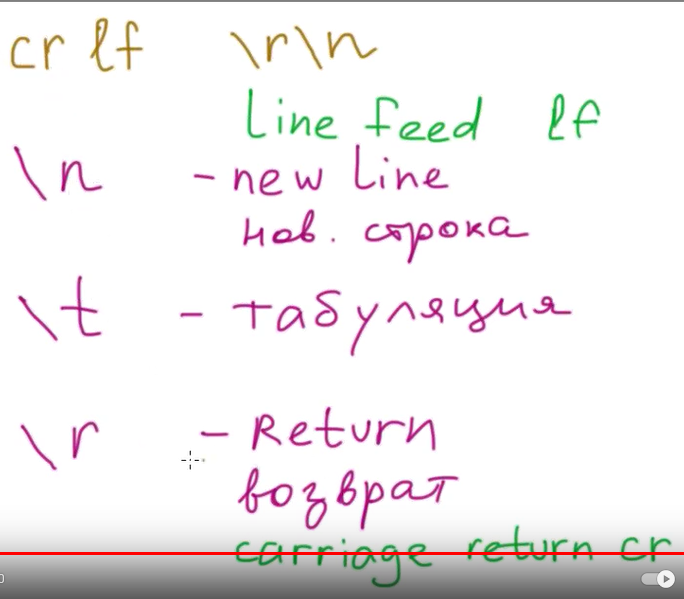 cr lf \r\n
Line feed lf
\n - new Line
нов. строка
\t - табуляция
\r - Return
возврат
carriage return cr